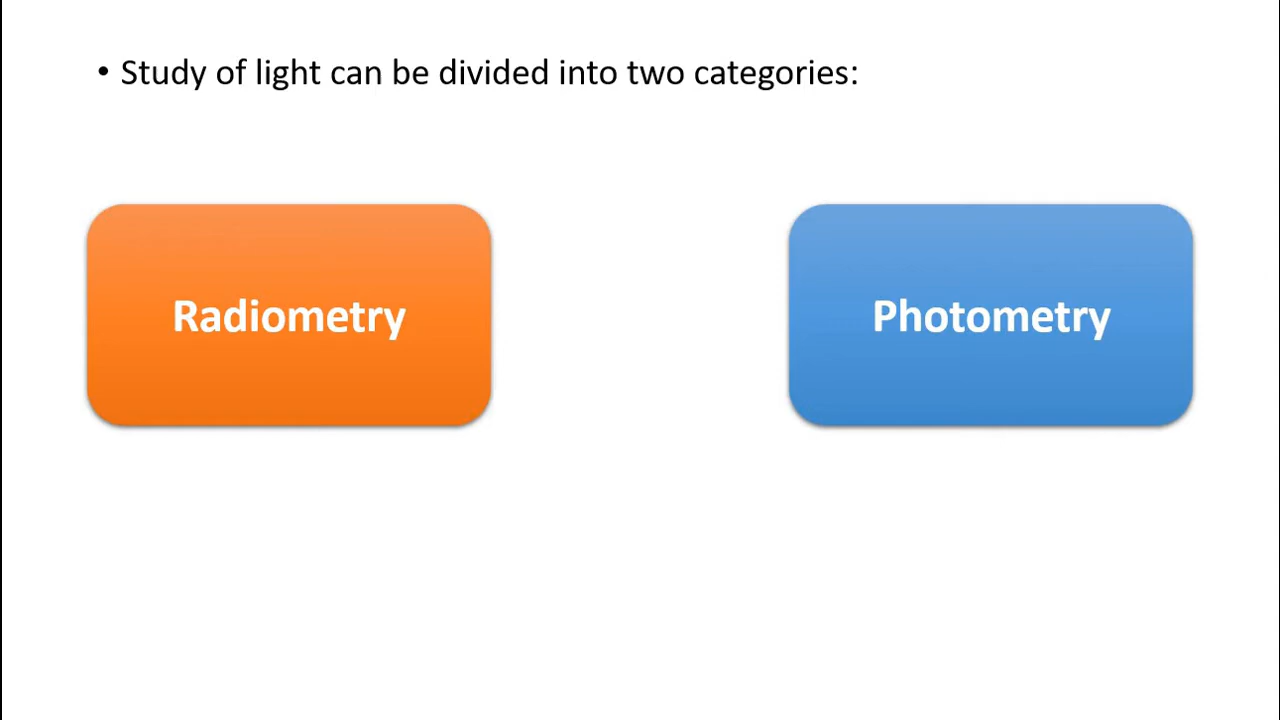 • Study of light can be divided into two categories:
Radiometry
Photometry